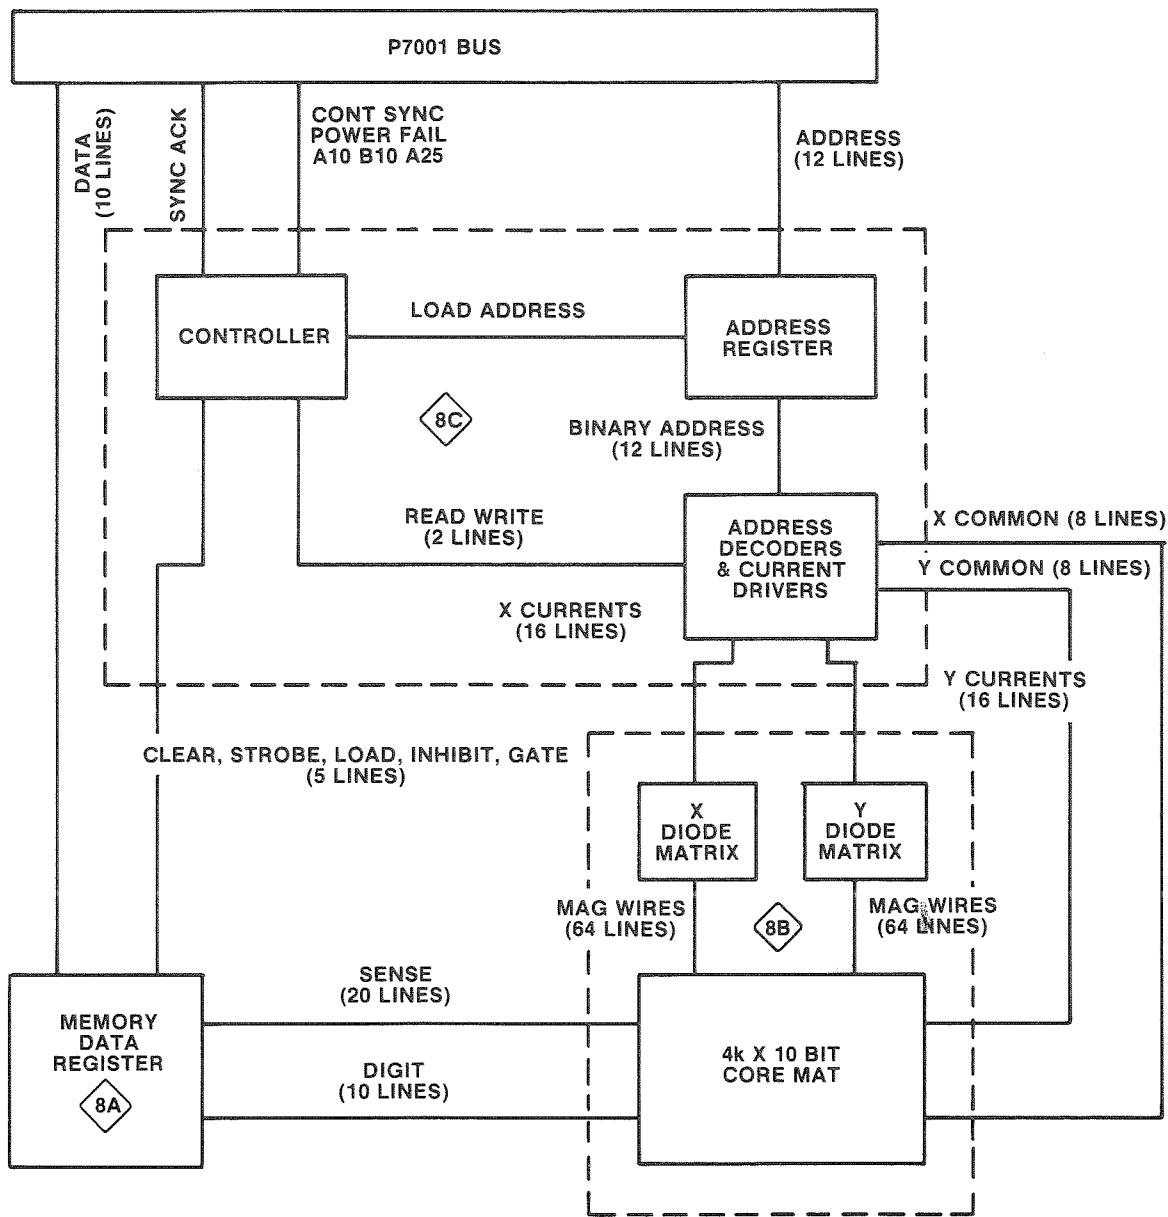 P7001 BUS
DATA
(10 LINES)
SYNC ACK
CONT SYNC
POWER FAIL
A10 B10 A25
ADDRESS
(12 LINES)
CONTROLLER
LOAD ADDRESS
ADDRESS
REGISTER
8C
BINARY ADDRESS
(12 LINES)
READ WRITE
(2 LINES)
ADDRESS
DECODERS
& CURRENT
DRIVERS
X COMMON (8 LINES)
Y COMMON (8 LINES)
X CURRENTS
(16 LINES)
Y CURRENTS
(16 LINES)
CLEAR, STROBE, LOAD, INHIBIT, GATE
(5 LINES)
X
DIODE
MATRIX
Y
DIODE
MATRIX
MAG WIRES
(64 LINES)
8B
MAG WIRES
(64 LINES)
SENSE
(20 LINES)
MEMORY
DATA
REGISTER
8A
DIGIT
(10 LINES)
4k X 10 BIT
CORE MAT